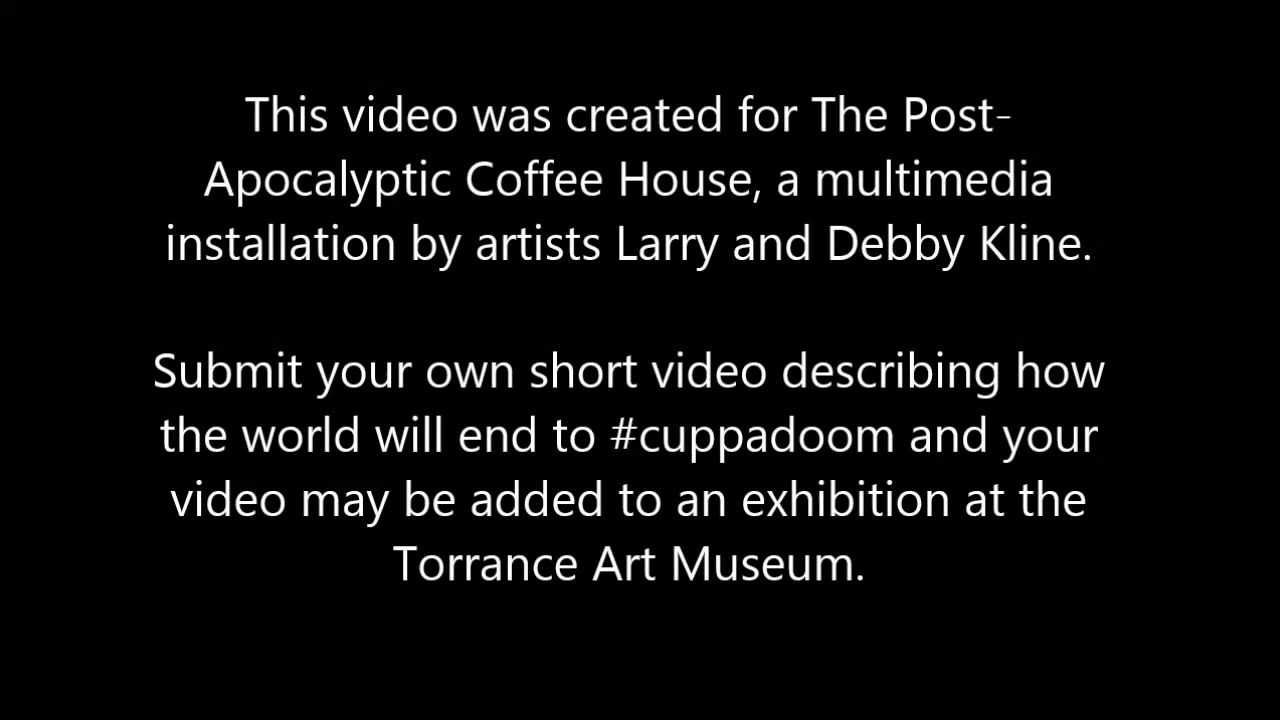 This video was created for The Post-
Apocalyptic Coffee House, a multimedia
installation by artists Larry and Debby Kline.
Submit your own short video describing how
the world will end to #cuppadoom and your
video may be added to an exhibition at the
Torrance Art Museum.